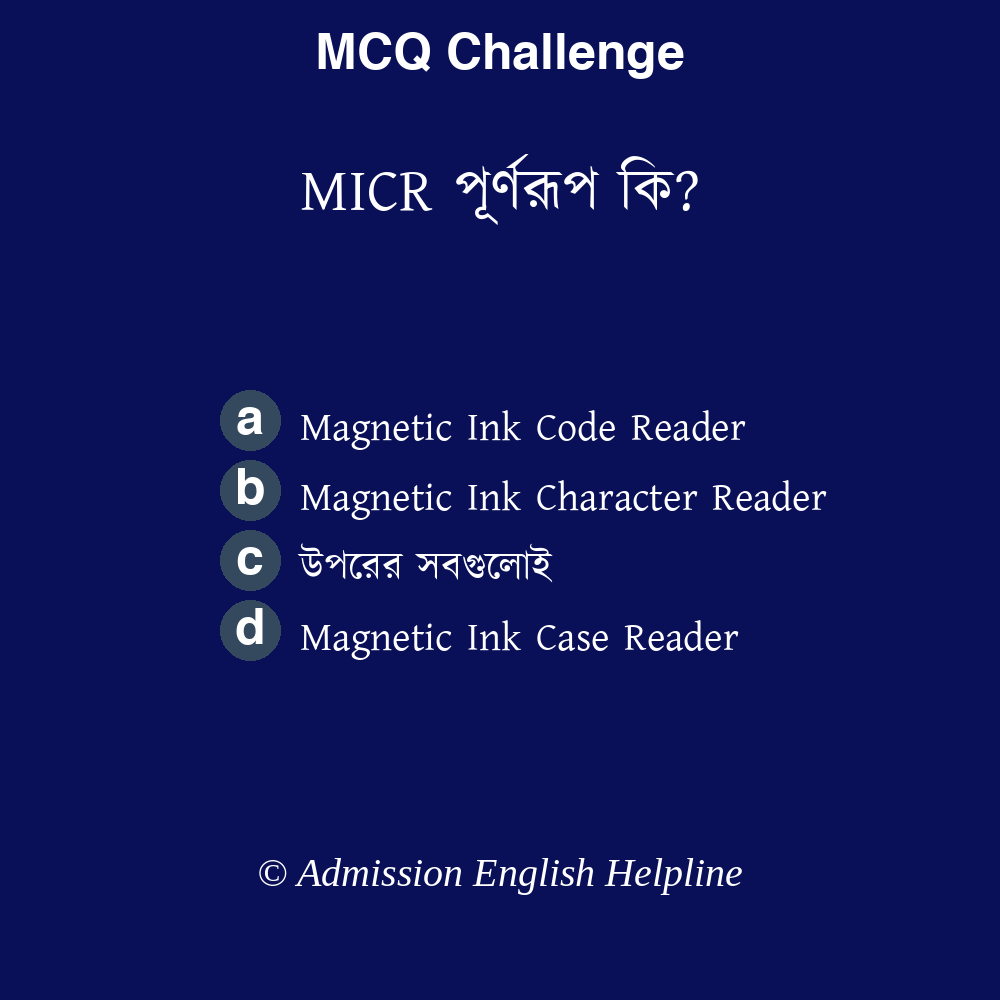 MCQ Challenge
MICR পূর্ণরূপ কি?
a Magnetic Ink Code Reader
b Magnetic Ink Character Reader
c উপরের সবগুলোই
d Magnetic Ink Case Reader
© Admission English Helpline